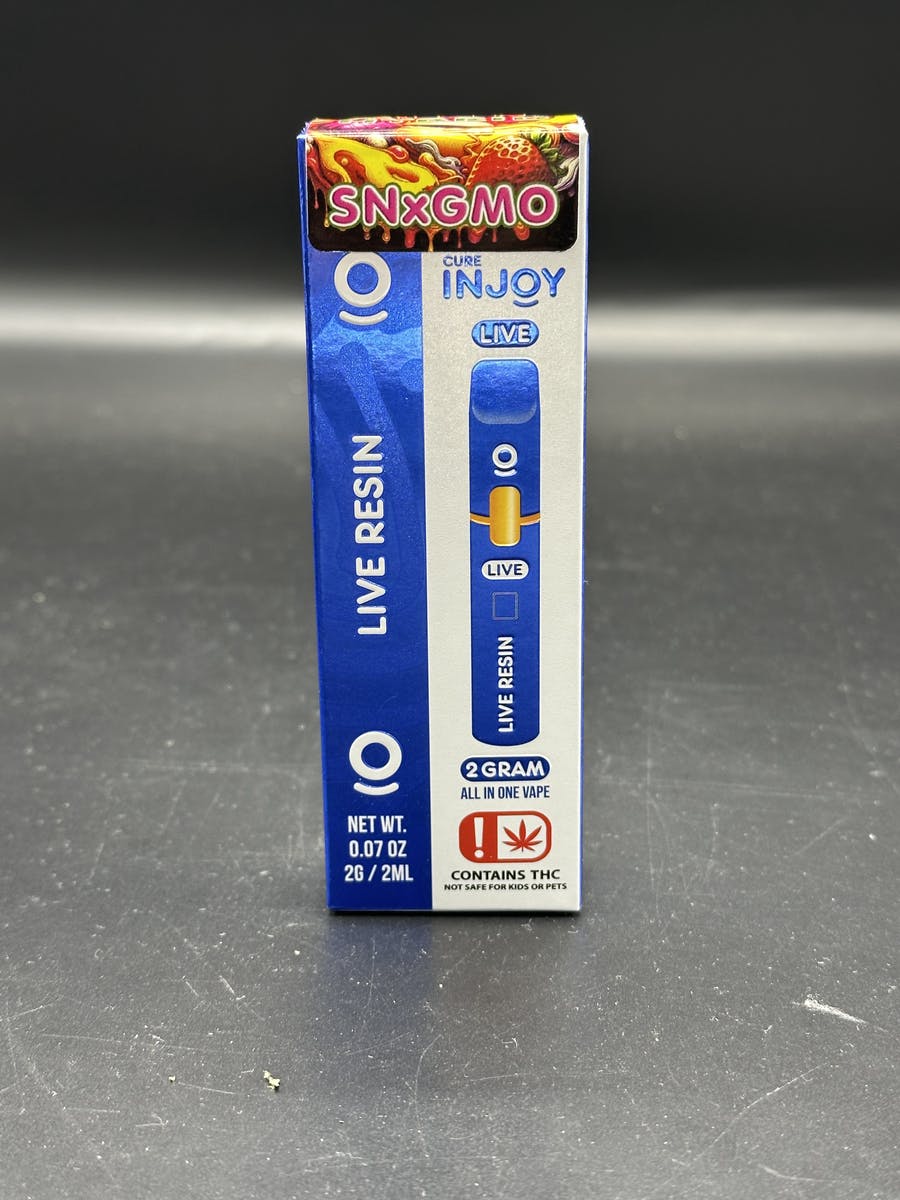 SNxGMO
CURE
INJOY
LIVE
LIVE RESIN
LIVE
LIVE RESIN
2 GRAM
ALL IN ONE VAPE
NET WT.
0.07 OZ
2G / 2ML
CONTAINS THC
NOT SAFE FOR KIDS OR PETS